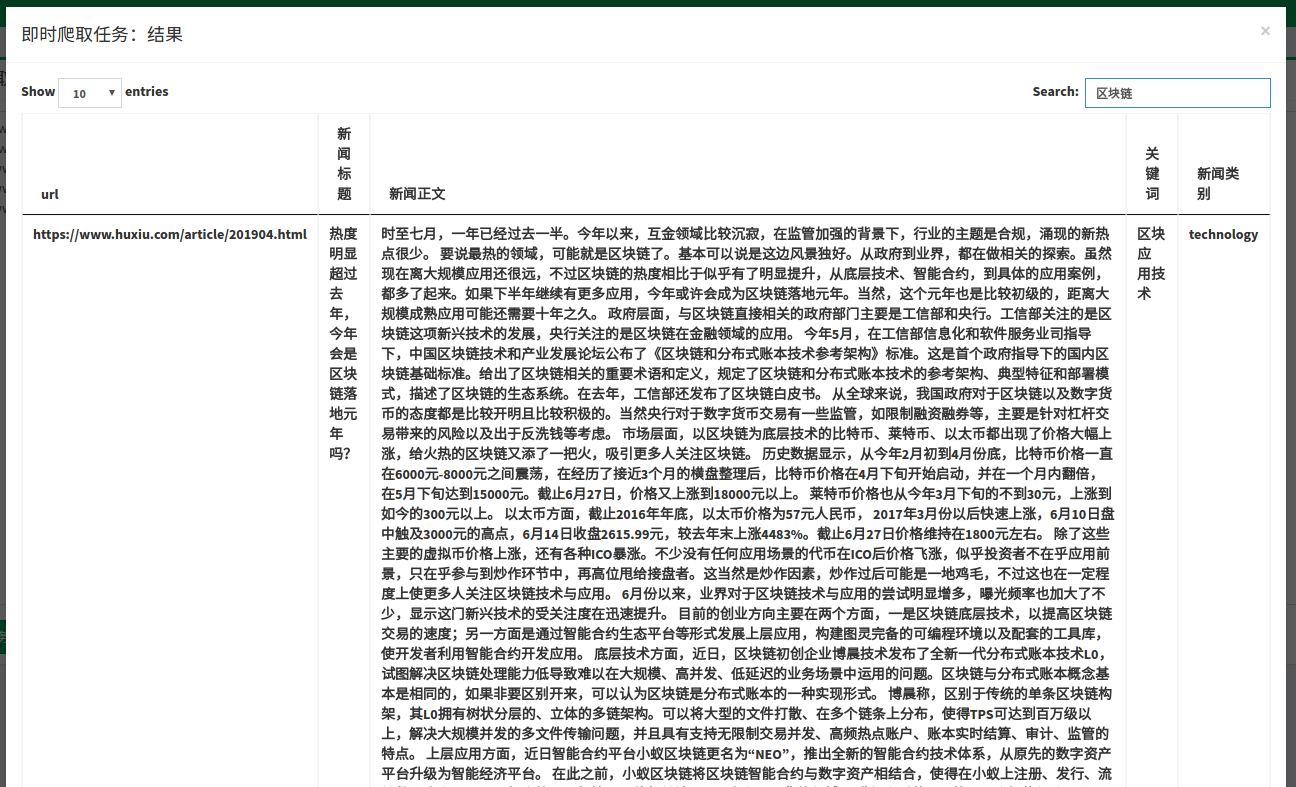 即时爬取任务：结果
×
Show 10 entries
Search: 区块链
新
闻
标
题
关
键
词
新闻类
别
url
新闻正文
https://www.huxiu.com/article/201904.html
热度
明显
超过
去
年，
今年
会是
区块
链落
地元
年
吗？
时至七月，一年已经过去一半。今年以来，互金领域比较沉寂，在监管加强的背景下，行业的主题是合规，涌现的新热
点很少。 要说最热的领域，可能就是区块链了。基本可以说是这边风景独好。从政府到业界，都在做相关的探索。虽然
现在离大规模应用还很远，不过区块链的热度相比于似乎有了明显提升，从底层技术、智能合约，到具体的应用案例，
都多了起来。如果下半年继续有更多应用，今年或许会成为区块链落地元年。当然，这个元年也是比较初级的，距离大
规模成熟应用可能还需要十年之久。 政府层面，与区块链直接相关的政府部门主要是工信部和央行。工信部关注的是区
块链这项新兴技术的发展，央行关注的是区块链在金融领域的应用。 今年5月，在工信部信息化和软件服务业司指导
下，中国区块链技术和产业发展论坛公布了《区块链和分布式账本技术参考架构》标准。这是首个政府指导下的国内区
块链基础标准。给出了区块链相关的重要术语和定义，规定了区块链和分布式账本技术的参考架构、典型特征和部署模
式，描述了区块链的生态系统。在去年，工信部还发布了区块链白皮书。 从全球来说，我国政府对于区块链以及数字货
币的态度都是比较开明且比较积极的。当然央行对于数字货币交易有一些监管，如限制融资融券等，主要是针对杠杆交
易带来的风险以及出于反洗钱等考虑。 市场层面，以区块链为底层技术的比特币、莱特币、以太币都出现了价格大幅上
涨，给火热的区块链又添了一把火，吸引更多人关注区块链。 历史数据显示，从今年2月初到4月份底，比特币价格一直
在6000元-8000元之间震荡，在经历了接近3个月的横盘整理后，比特币价格在4月下旬开始启动，并在一个月内翻倍，
在5月下旬达到15000元。截止6月27日，价格又上涨到18000元以上。 莱特币价格也从今年3月下旬的不到30元，上涨到
如今的300元以上。 以太币方面，截止2016年年底，以太币价格为57元人民币， 2017年3月份以后快速上涨，6月10日盘
中触及3000元的高点，6月14日收盘2615.99元，较去年末上涨4483%。截止6月27日价格维持在1800元左右。 除了这些
主要的虚拟币价格上涨，还有各种ICO暴涨。不少没有任何应用场景的代币在ICO后价格飞涨，似乎投资者不在乎应用前
景，只在乎参与到炒作环节中，再高位甩给接盘者。这当然是炒作因素，炒作过后可能是一地鸡毛，不过这也在一定程
度上使更多人关注区块链技术与应用。 6月份以来，业界对于区块链技术与应用的尝试明显增多，曝光频率也加大了不
少，显示这门新兴技术的受关注度在迅速提升。 目前的创业方向主要在两个方面，一是区块链底层技术，以提高区块链
交易的速度；另一方面是通过智能合约生态平台等形式发展上层应用，构建图灵完备的可编程环境以及配套的工具库，
使开发者利用智能合约开发应用。 底层技术方面，近日，区块链初创企业博晨技术发布了全新一代分布式账本技术L0，
试图解决区块链处理能力低导致难以在大规模、高并发、低延迟的业务场景中运用的问题。区块链与分布式账本概念基
本是相同的，如果非要区别开来，可以认为区块链是分布式账本的一种实现形式。 博晨称，区别于传统的单条区块链构
架，其L0拥有树状分层的、立体的多链架构。可以将大型的文件打散、在多个链条上分布，使得TPS可达到百万级以
上，解决大规模并发的多文件传输问题，并且具有支持无限制交易并发、高频热点账户、账本实时结算、审计、监管的
特点。 上层应用方面，近日智能合约平台小蚁区块链更名为“NEO”，推出全新的智能合约技术体系，从原先的数字资产
平台升级为智能经济平台。 在此之前，小蚁区块链将区块链智能合约与数字资产相结合，使得在小蚁上注册、发行、流
区块
应
用技
术
technology